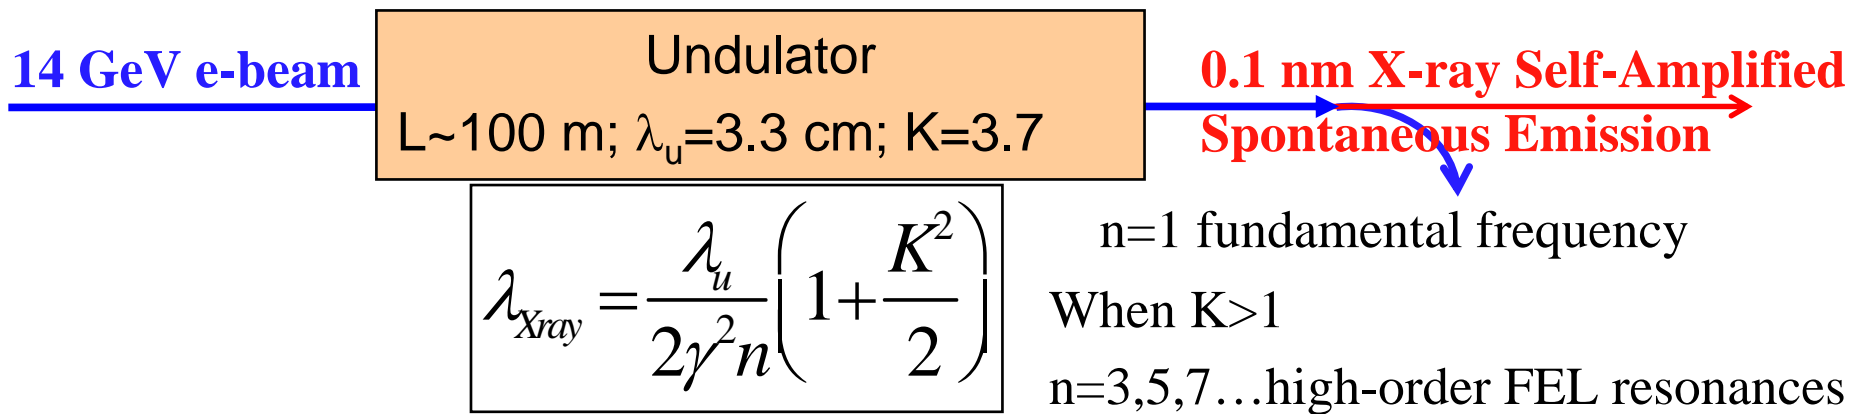 14 GeV e-beam
Undulator
L~100 m; λu=3.3 cm; K=3.7
0.1 nm X-ray Self-Amplified
Spontaneous Emission
λXray = λu/2γ²n (1+K²/2)
n=1 fundamental frequency
When K>1
n=3,5,7…high-order FEL resonances